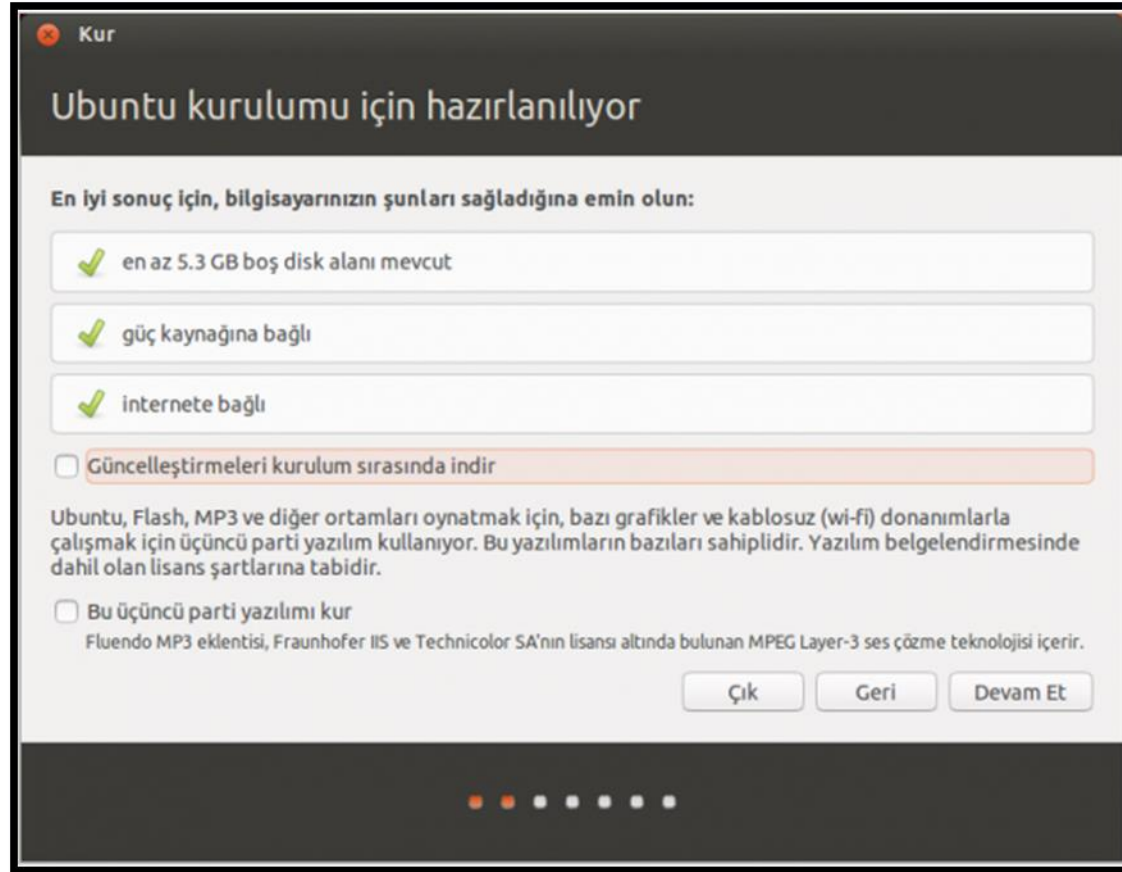 Kur
Ubuntu kurulumu için hazırlanılıyor
En iyi sonuç için, bilgisayarınızın şunları sağladığına emin olun:
en az 5.3 GB boş disk alanı mevcut
güç kaynağına bağlı
internete bağlı
Güncelleştirmeleri kurulum sırasında indir
Ubuntu, Flash, MP3 ve diğer ortamları oynatmak için, bazı grafikler ve kablosuz (wi-fi) donanımlarla
çalışmak için üçüncü parti yazılım kullanıyor. Bu yazılımların bazıları sahiplidir. Yazılım belgelendirmesinde
dahil olan lisans şartlarına tabidir.
Bu üçüncü parti yazılımı kur
Fluendo MP3 eklentisi, Fraunhofer IIS ve Technicolor SA'nın lisansı altında bulunan MPEG Layer-3 ses çözme teknolojisi içerir.
Çık Geri Devam Et